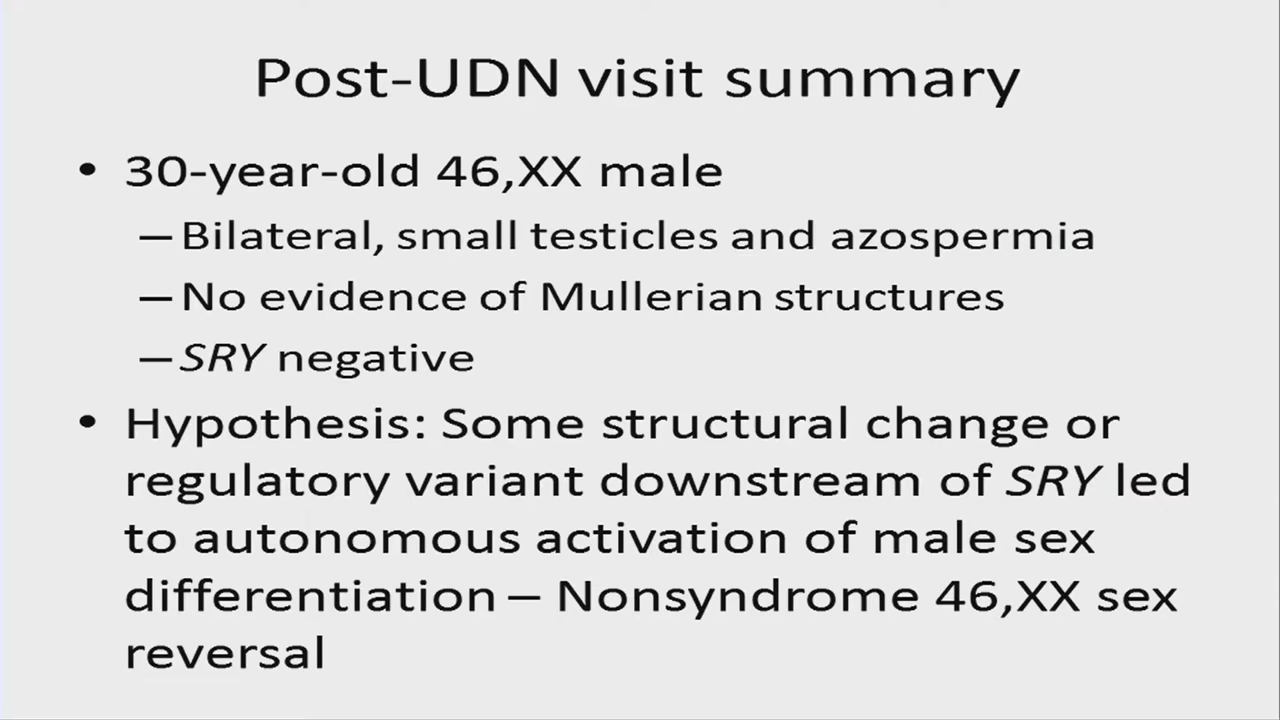 Post-UDN visit summary
• 30-year-old 46,XX male
– Bilateral, small testicles and azospermia
– No evidence of Mullerian structures
– SRY negative
• Hypothesis: Some structural change or
regulatory variant downstream of SRY led
to autonomous activation of male sex
differentiation – Nonsyndrome 46,XX sex
reversal